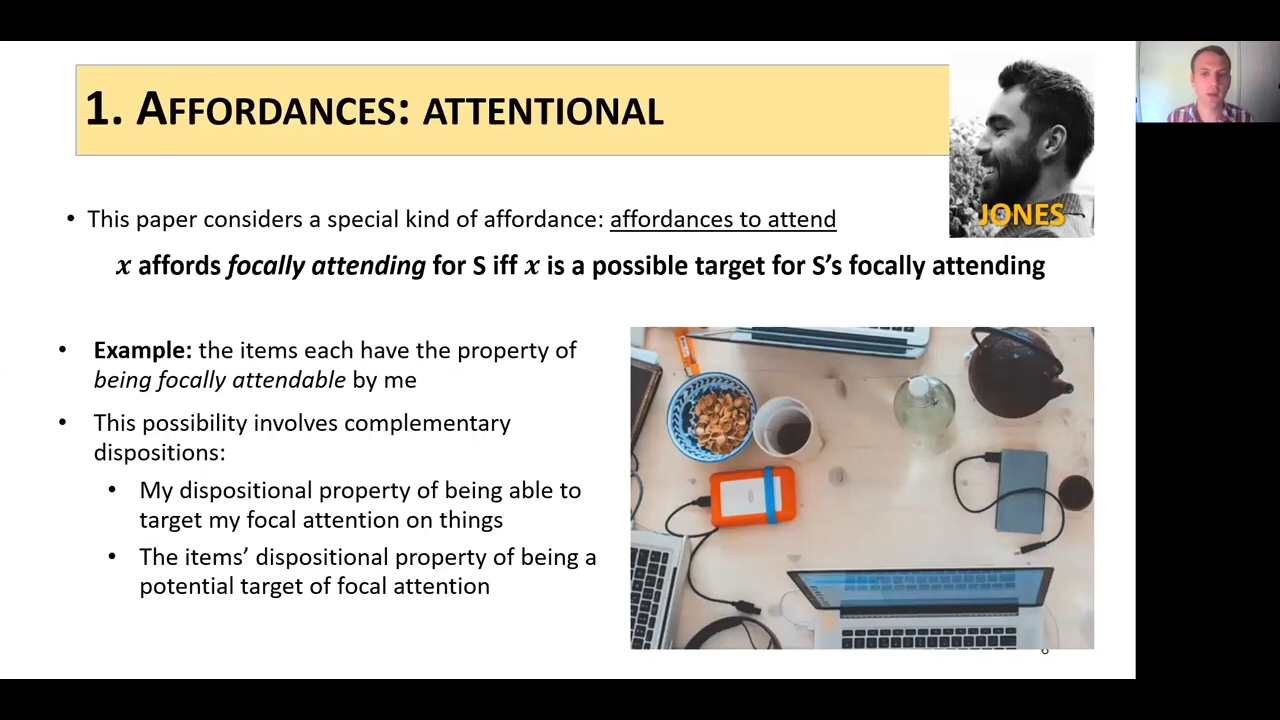 1. AFFORDANCES: ATTENTIONAL
JONES
• This paper considers a special kind of affordance: affordances to attend
x affords focally attending for S iff x is a possible target for S’s focally attending
• Example: the items each have the property of
being focally attendable by me
• This possibility involves complementary
dispositions:
• My dispositional property of being able to
target my focal attention on things
• The items’ dispositional property of being a
potential target of focal attention